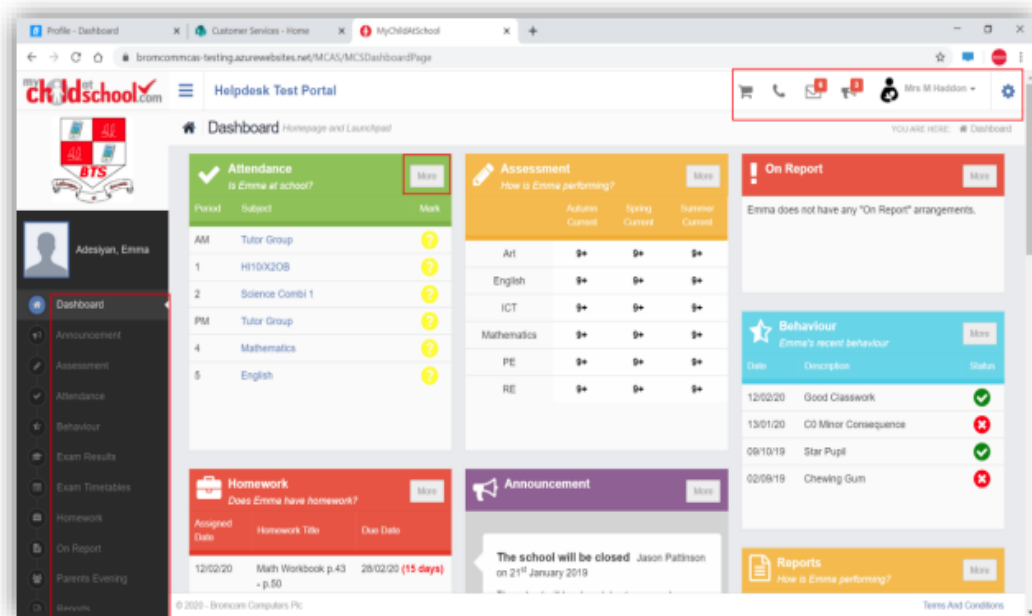 Profile - Dashboard
Customer Services - Home
MyChildAtSchool
bromcommcas-testing.azurewebsites.net/MCAS/MCSDashboardPage
my child at school.com
Helpdesk Test Portal
Mrs M Haddon
Dashboard Homepage and Launchpad
YOU ARE HERE: Dashboard
BTS
Adesiyan, Emma
Dashboard
Announcement
Assessment
Attendance
Behaviour
Exam Results
Exam Timetables
Homework
On Report
Parents Evening
Reports
Attendance
Is Emma at school?
More
Period Subject Mark
AM Tutor Group ?
1 HI10/X2OB ?
2 Science Combi 1 ?
PM Tutor Group ?
4 Mathematics ?
5 English ?
Assessment
How is Emma performing?
More
Autumn Current Spring Current Summer Current
Art 9+ 9+ 9+
English 9+ 9+ 9+
ICT 9+ 9+ 9+
Mathematics 9+ 9+ 9+
PE 9+ 9+ 9+
RE 9+ 9+ 9+
On Report
More
Emma does not have any "On Report" arrangements.
Behaviour
Emma's recent behaviour
More
Date Description Status
12/02/20 Good Classwork
13/01/20 C0 Minor Consequence
09/10/19 Star Pupil
02/09/19 Chewing Gum
Homework
Does Emma have homework?
More
Assigned Date Homework Title Due Date
12/02/20 Math Workbook p.43 28/02/20 (15 days)
- p.50
Announcement
More
The school will be closed Jason Pattinson
on 21st January 2019
Reports
How is Emma performing?
More
© 2020 - Bromcom Computers Plc
Terms And Conditions